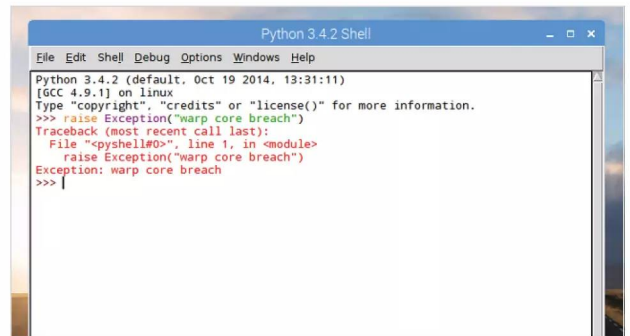 Python 3.4.2 Shell
File Edit Shell Debug Options Windows Help
Python 3.4.2 (default, Oct 19 2014, 13:31:11)
[GCC 4.9.1] on linux
Type "copyright", "credits" or "license()" for more information.
>>> raise Exception("warp core breach")
Traceback (most recent call last):
  File "<pyshell#0>", line 1, in <module>
    raise Exception("warp core breach")
Exception: warp core breach
>>>